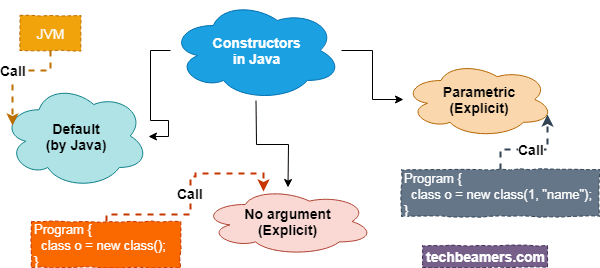 JVM
Call
Constructors
in Java
Default
(by Java)
Parametric
(Explicit)
Call
Program {
class o = new class(1, "name");
}
Call
No argument
(Explicit)
Program {
class o = new class();
}
techbeamers.com